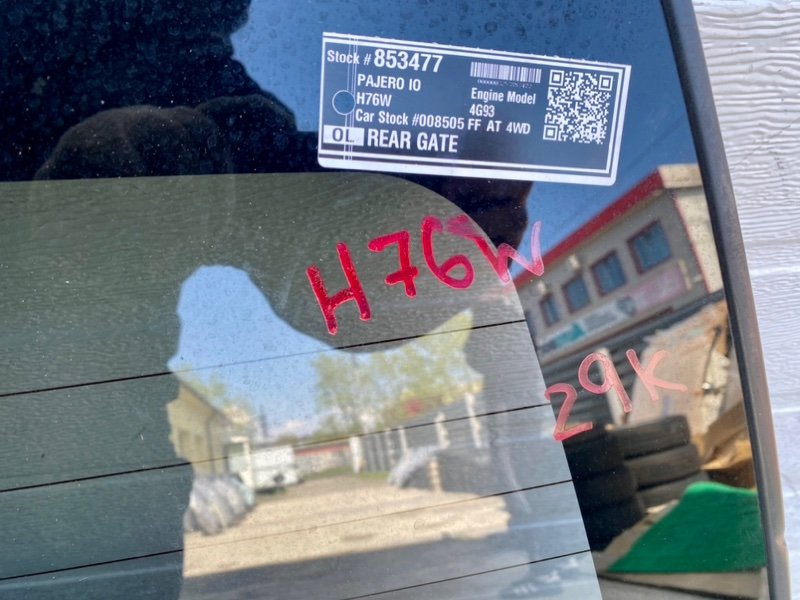 Stock # 853477
PAJERO IO
H76W
Engine Model
4G93
Car Stock #008505 FF AT 4WD
OL REAR GATE
H76W
29K